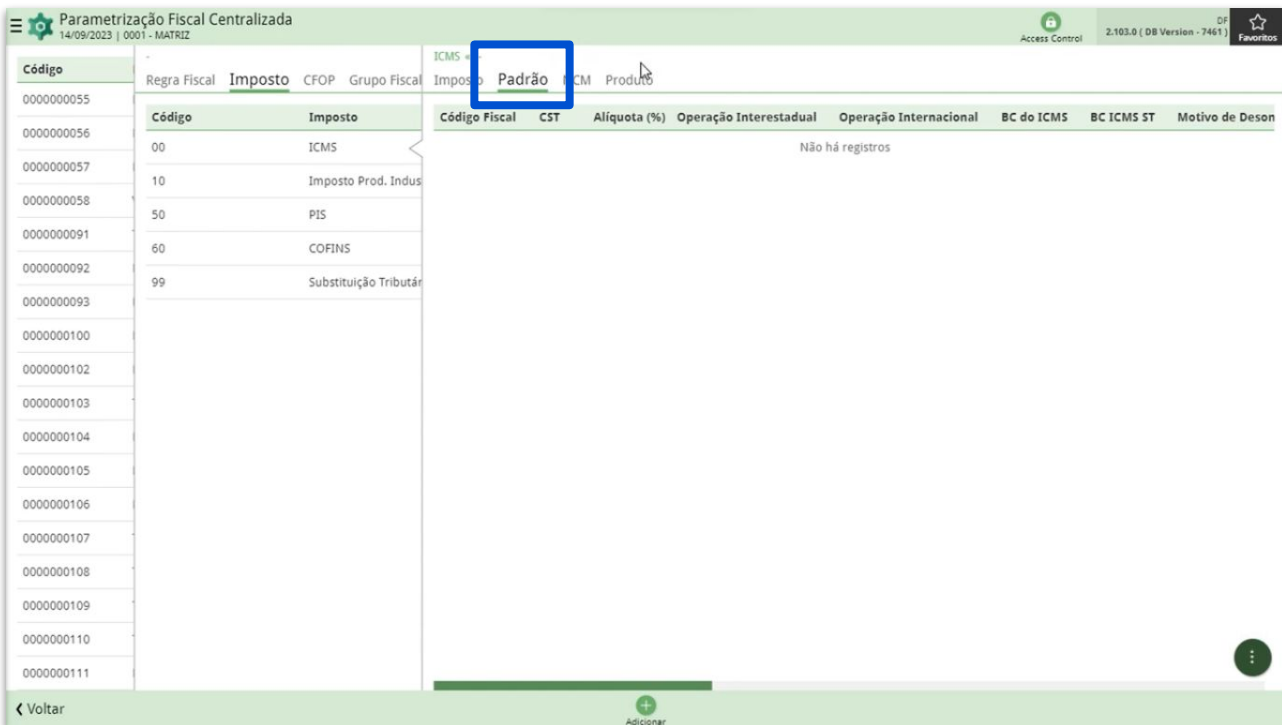 Parametrização Fiscal Centralizada
14/09/2023 | 0001 - MATRIZ
Access Control
DF
2.103.0 ( DB Version - 7461 )
Favoritos
Código
0000000055
0000000056
0000000057
0000000058
0000000091
0000000092
0000000093
0000000100
0000000102
0000000103
0000000104
0000000105
0000000106
0000000107
0000000108
0000000109
0000000110
0000000111
Regra Fiscal Imposto CFOP Grupo Fiscal
Código Imposto
00 ICMS
10 Imposto Prod. Indus
50 PIS
60 COFINS
99 Substituição Tributár
ICMS
Imposto Padrão NCM Produto
Código Fiscal CST Alíquota (%) Operação Interestadual Operação Internacional BC do ICMS BC ICMS ST Motivo de Deson
Não há registros
Voltar
Adicionar